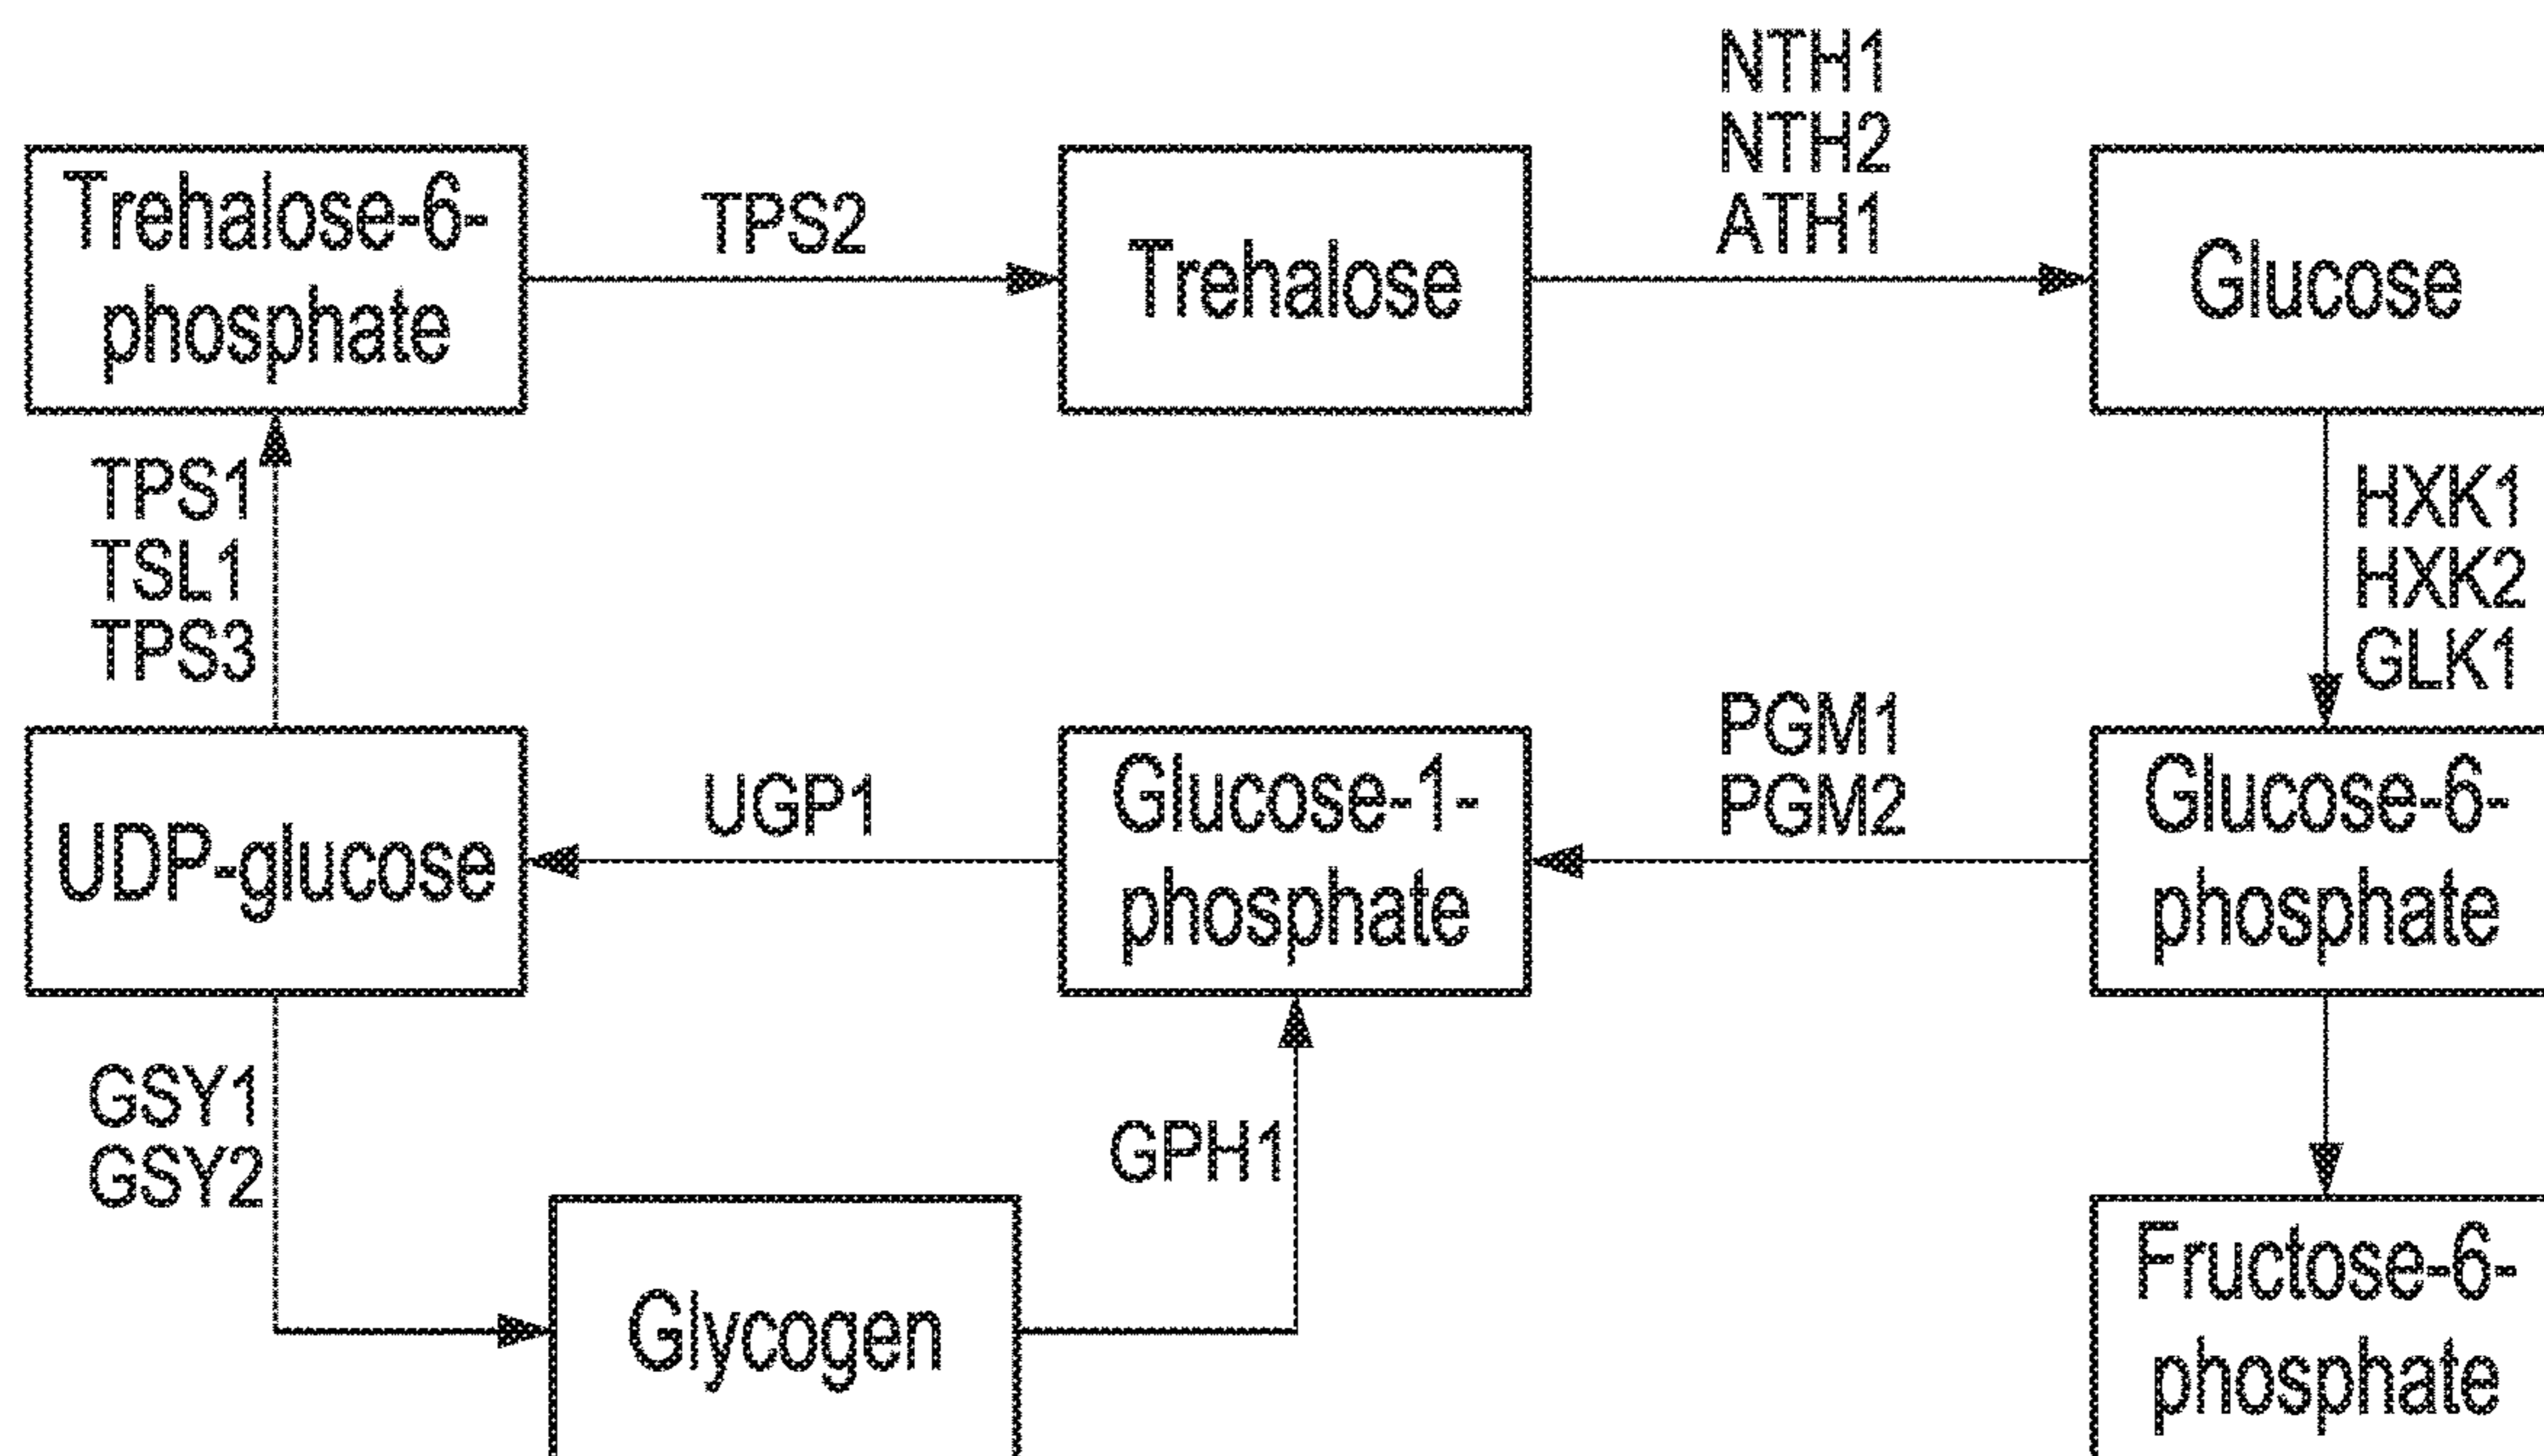 NTH1
NTH2
ATH1
Trehalose-6-
phosphate
TPS2
Trehalose
Glucose
TPS1
TSL1
TPS3
HXK1
HXK2
GLK1
UDP-glucose
UGP1
Glucose-1-
phosphate
PGM1
PGM2
Glucose-6-
phosphate
GSY1
GSY2
Glycogen
GPH1
Fructose-6-
phosphate